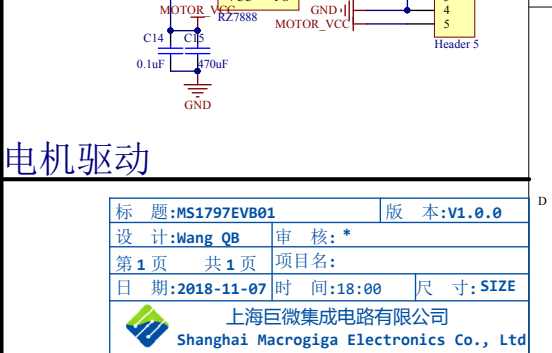 MOTOR_VCC
RZ7888
C14
C15
0.1uF
470uF
GND
GND
MOTOR_VCC
4
5
Header 5
电机驱动
D
标 题:MS1797EVB01 版 本:V1.0.0
设 计:Wang QB 审 核: *
第1页 共1页 项目名:
日 期:2018-11-07 时 间:18:00 尺 寸:SIZE
上海巨微集成电路有限公司
Shanghai Macrogiga Electronics Co., Ltd